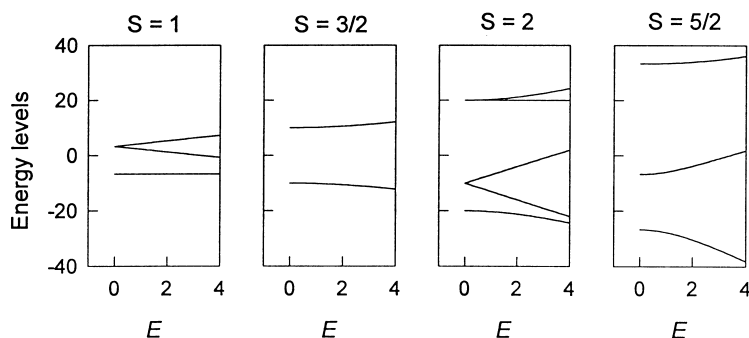 S = 1 S = 3/2 S = 2 S = 5/2
40
20
0
-20
-40
Energy levels
0 2 4 0 2 4 0 2 4 0 2 4
E E E E